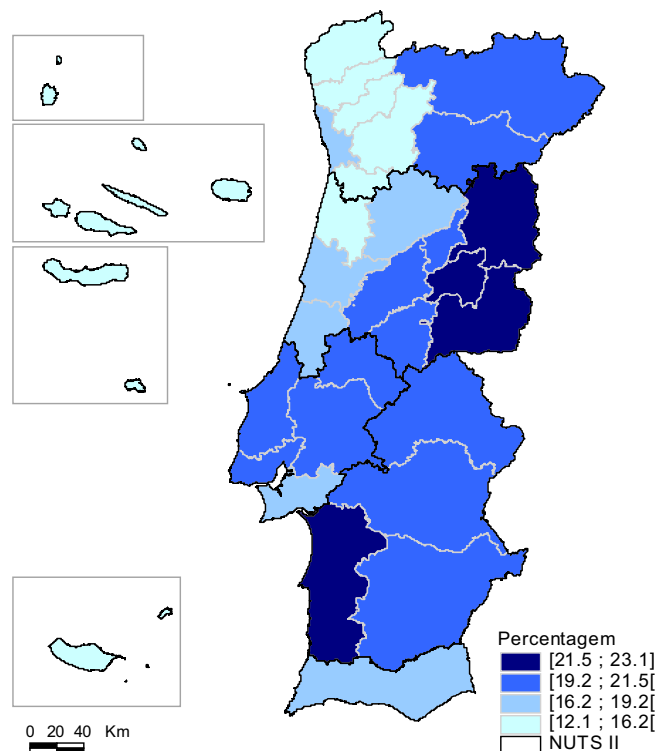 Percentagem
[21.5 ; 23.1]
[19.2 ; 21.5[
[16.2 ; 19.2[
[12.1 ; 16.2[
NUTS II
0 20 40 Km